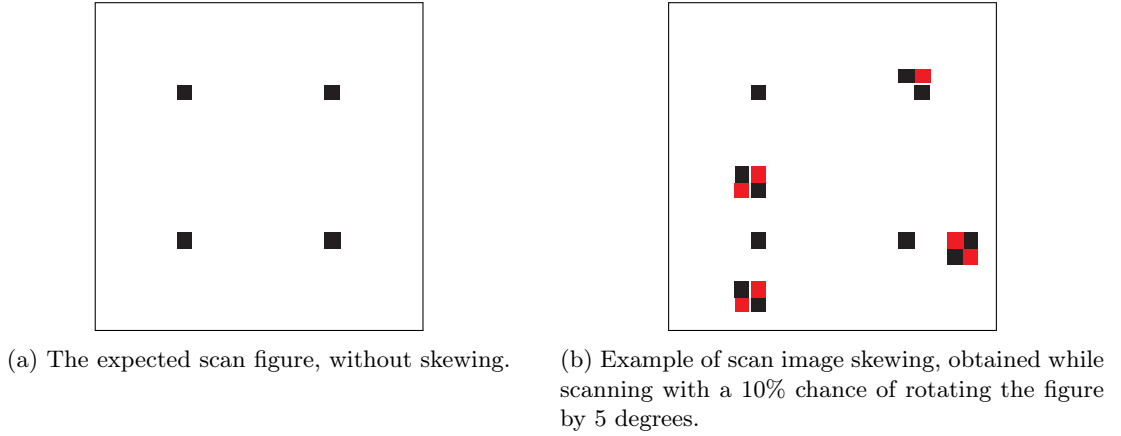 (a) The expected scan figure, without skewing.
(b) Example of scan image skewing, obtained while
scanning with a 10% chance of rotating the figure
by 5 degrees.